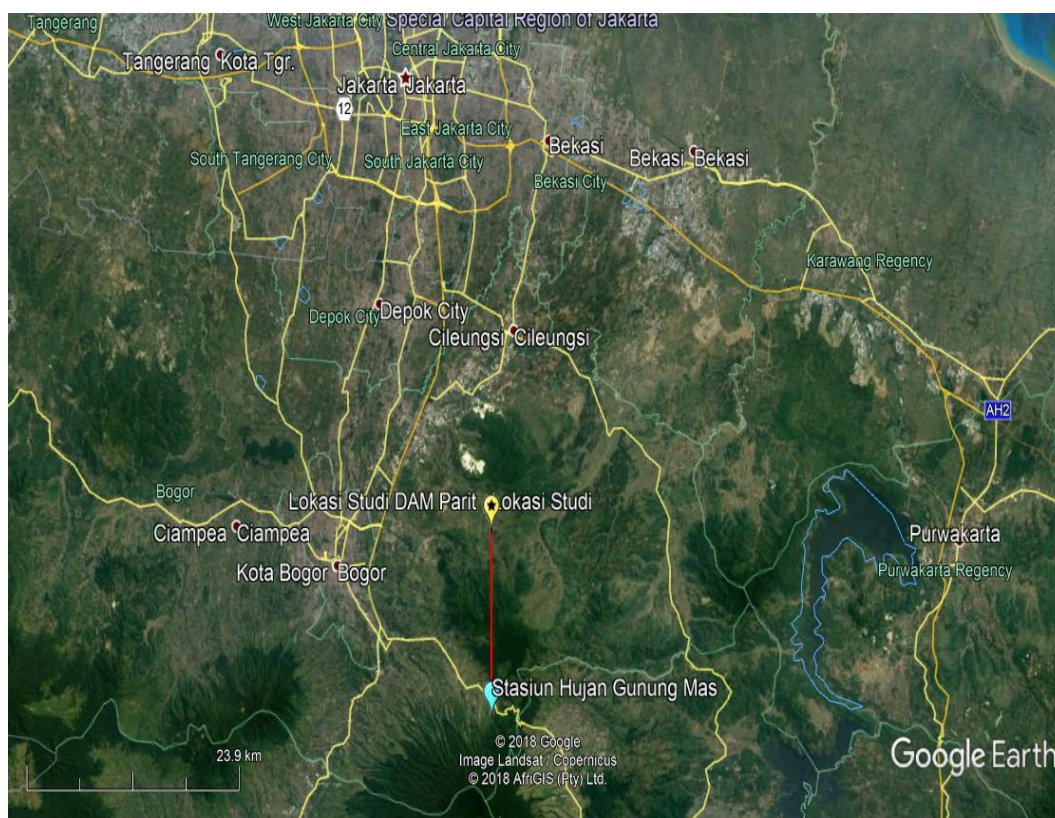 Tangerang
West Jakarta City
Special Capital Region of Jakarta
Central Jakarta City
Tangerang Kota Tgr.
Jakarta Jakarta
12
East Jakarta City
Bekasi
Bekasi Bekasi
South Tangerang City
South Jakarta City
Bekasi City
Karawang Regency
Depok City
Depok City
Cileungsi Cileungsi
AH2
Bogor
Lokasi Studi DAM Parit
okasi Studi
Ciampea Ciampea
Purwakarta
Kota Bogor Bogor
Purwakarta Regency
Stasiun Hujan Gunung Mas
© 2018 Google
Image Landsat / Copernicus
© 2018 AfriGIS (Pty) Ltd.
23.9 km
Google Earth